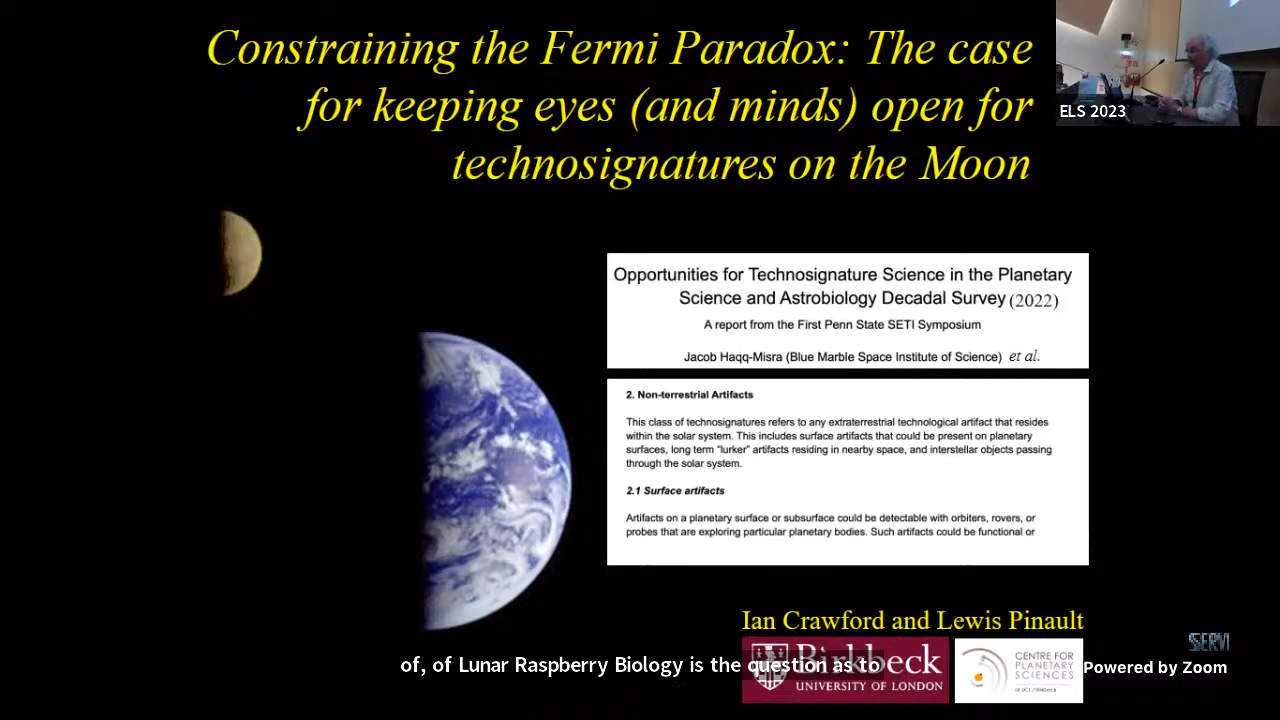 Constraining the Fermi Paradox: The case
for keeping eyes (and minds) open for
technosignatures on the Moon
ELS 2023
Opportunities for Technosignature Science in the Planetary
Science and Astrobiology Decadal Survey (2022)
A report from the First Penn State SETI Symposium
Jacob Haqq-Misra (Blue Marble Space Institute of Science) et al.
2. Non-terrestrial Artifacts
This class of technosignatures refers to any extraterrestrial technological artifact that resides
within the solar system. This includes surface artifacts that could be present on planetary
surfaces, long term "lurker" artifacts residing in nearby space, and interstellar objects passing
through the solar system.
2.1 Surface artifacts
Artifacts on a planetary surface or subsurface could be detectable with orbiters, rovers, or
probes that are exploring particular planetary bodies. Such artifacts could be functional or
Ian Crawford and Lewis Pinault
of, of Lunar Raspberry Biology is the question as to
Birkbeck
UNIVERSITY OF LONDON
CENTRE FOR
PLANETARY
SCIENCES
at UCL / Birkbeck
SERVI
Powered by Zoom